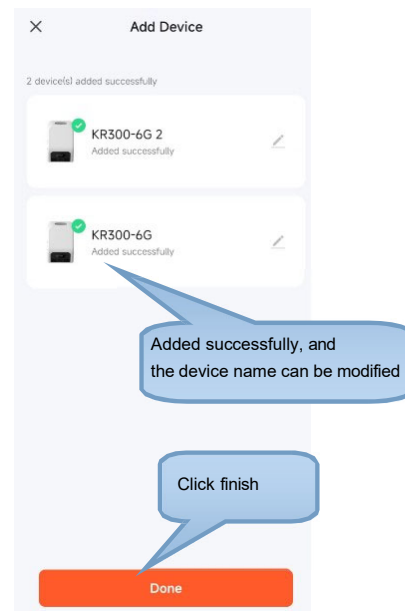 Add Device
2 device(s) added successfully
KR300-6G 2
Added successfully
KR300-6G
Added successfully
Added successfully, and
the device name can be modified
Click finish
Done